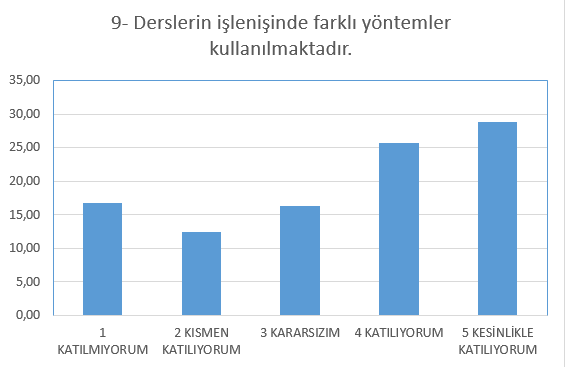 9- Derslerin işlenişinde farklı yöntemler
kullanılmaktadır.
35,00
30,00
25,00
20,00
15,00
10,00
5,00
0,00
1
KATILMIYORUM
2 KISMEN
KATILIYORUM
3 KARARSIZIM
4 KATILIYORUM
5 KESİNLİKLE
KATILIYORUM